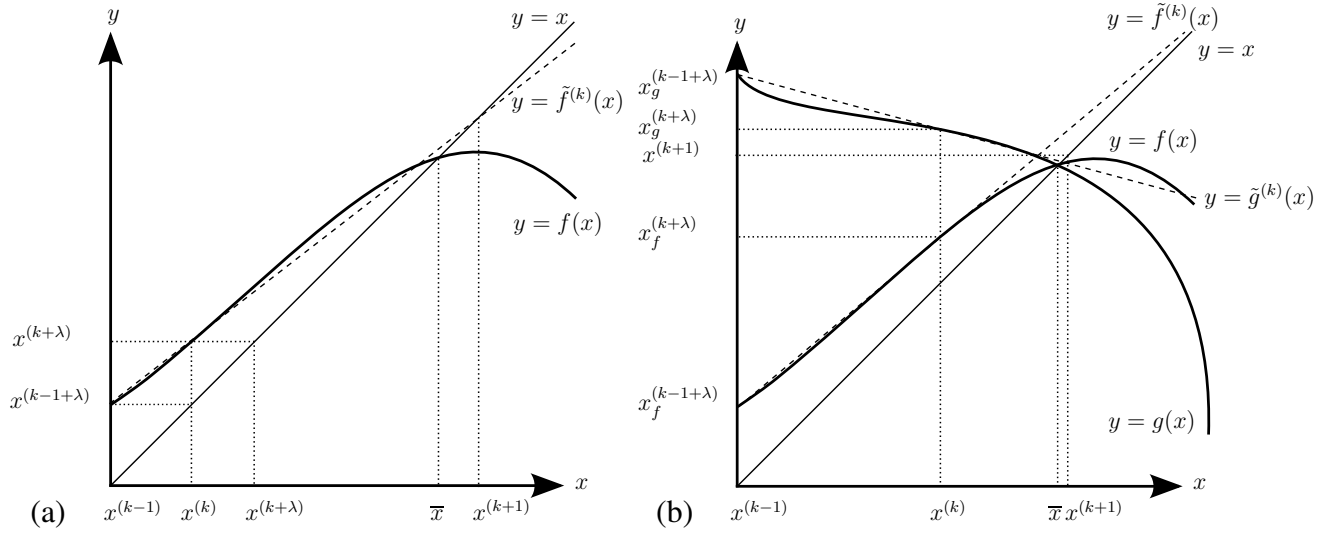 y
y = x
y = f̃^(k)(x)
y = f(x)
x^(k+λ)
x^(k−1+λ)
x
x^(k−1) x^(k) x^(k+λ) x̅ x^(k+1)
(a)
y
y = f̃^(k)(x)
y = x
x_g^(k−1+λ)
x_g^(k+λ)
x^(k+1)
y = f(x)
y = g̃^(k)(x)
x_f^(k+λ)
x_f^(k−1+λ)
y = g(x)
x
x^(k−1) x^(k) x̅ x^(k+1)
(b)